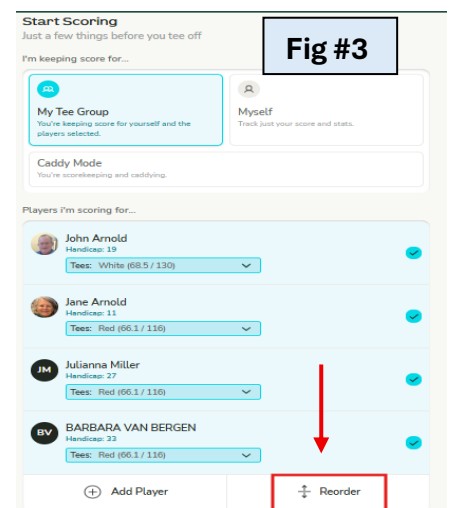 Start Scoring
Just a few things before you tee off
Fig #3
I'm keeping score for...
My Tee Group
You're keeping score for yourself and the
players selected.
Myself
Track just your score and stats.
Caddy Mode
You're scorekeeping and caddying.
Players i'm scoring for...
John Arnold
Handicap: 19
Tees: White (68.5 / 130)
Jane Arnold
Handicap: 11
Tees: Red (66.1 / 116)
JM
Julianna Miller
Handicap: 27
Tees: Red (66.1 / 116)
BV
BARBARA VAN BERGEN
Handicap: 33
Tees: Red (66.1 / 116)
Add Player
Reorder